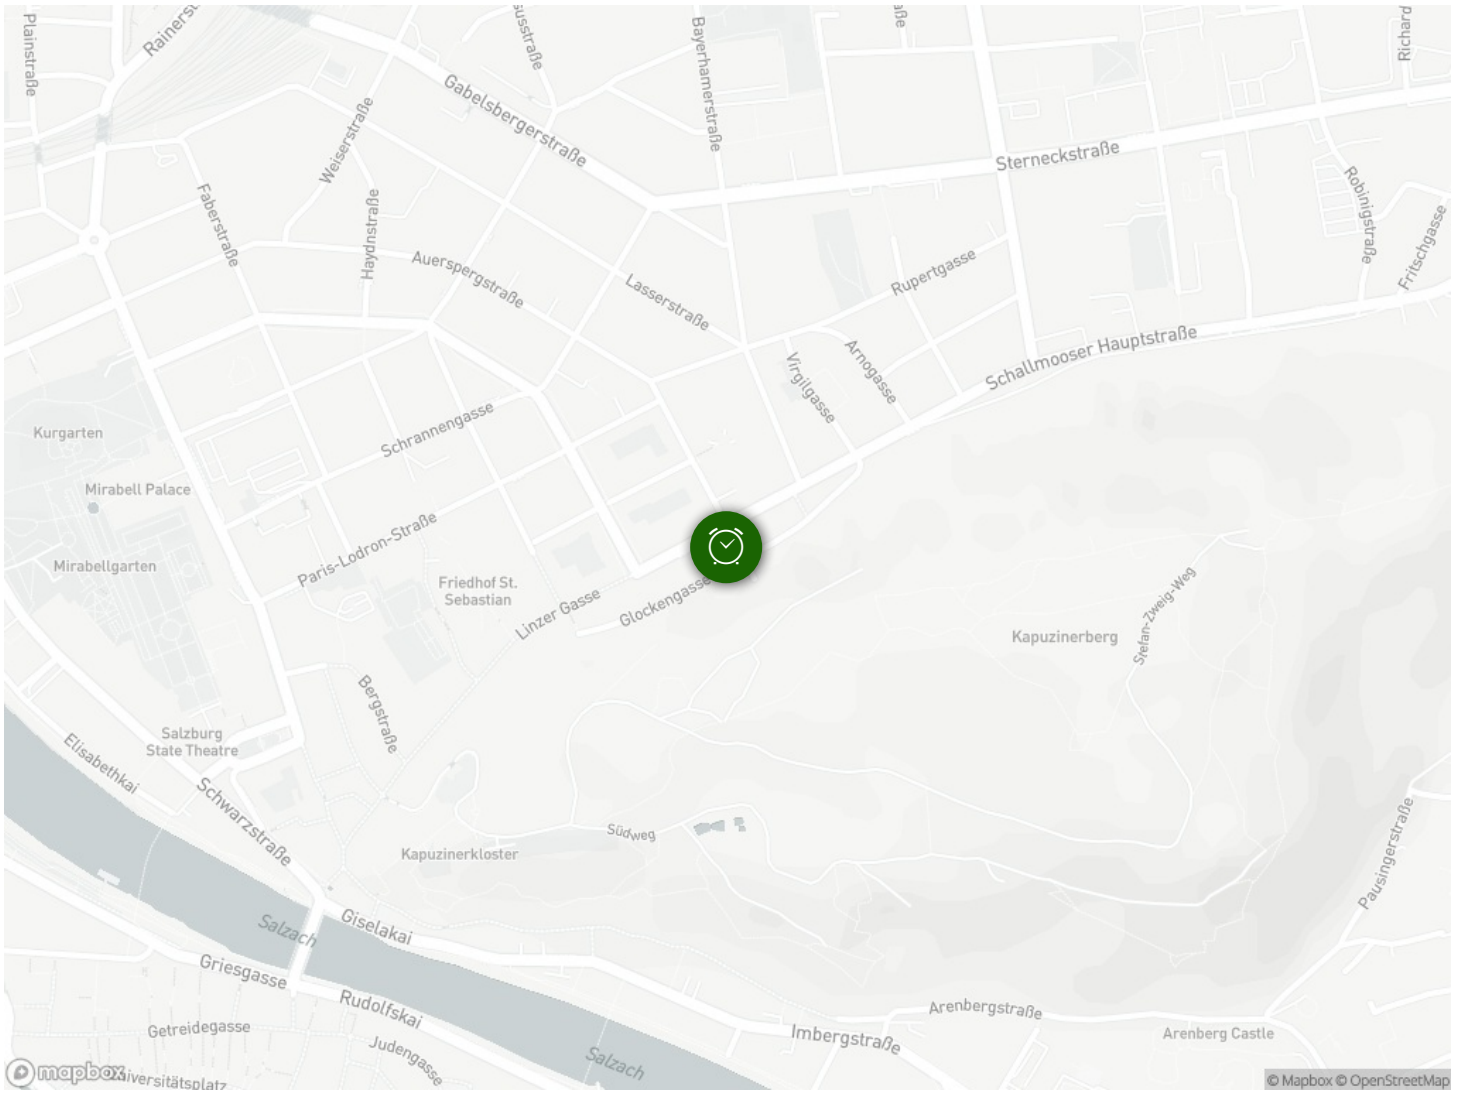 Plainstraße
Rainerst
usstraße
Bayerhamerstraße
aße
Richard
Gabelsbergerstraße
Weiserstraße
Sterneckstraße
Robinigstraße
Fritschgasse
Faberstraße
Haydnstraße
Auerspergstraße
Lasserstraße
Rupertgasse
Virgilgasse
Arnogasse
Schallmooser Hauptstraße
Kurgarten
Schrannengasse
Mirabell Palace
Mirabellgarten
Paris-Lodron-Straße
Friedhof St.
Sebastian
Linzer Gasse
Glockengasse
Kapuzinerberg
Stefan-Zweig-Weg
Bergstraße
Salzburg
State Theatre
Elisabethkai
Schwarzstraße
Südweg
Kapuzinerkloster
Pausingerstraße
Salzach
Giselakai
Griesgasse
Rudolfskai
Getreidegasse
Judengasse
Imbergstraße
Arenbergstraße
Arenberg Castle
Salzach
mapbox
Universitätsplatz
© Mapbox © OpenStreetMap